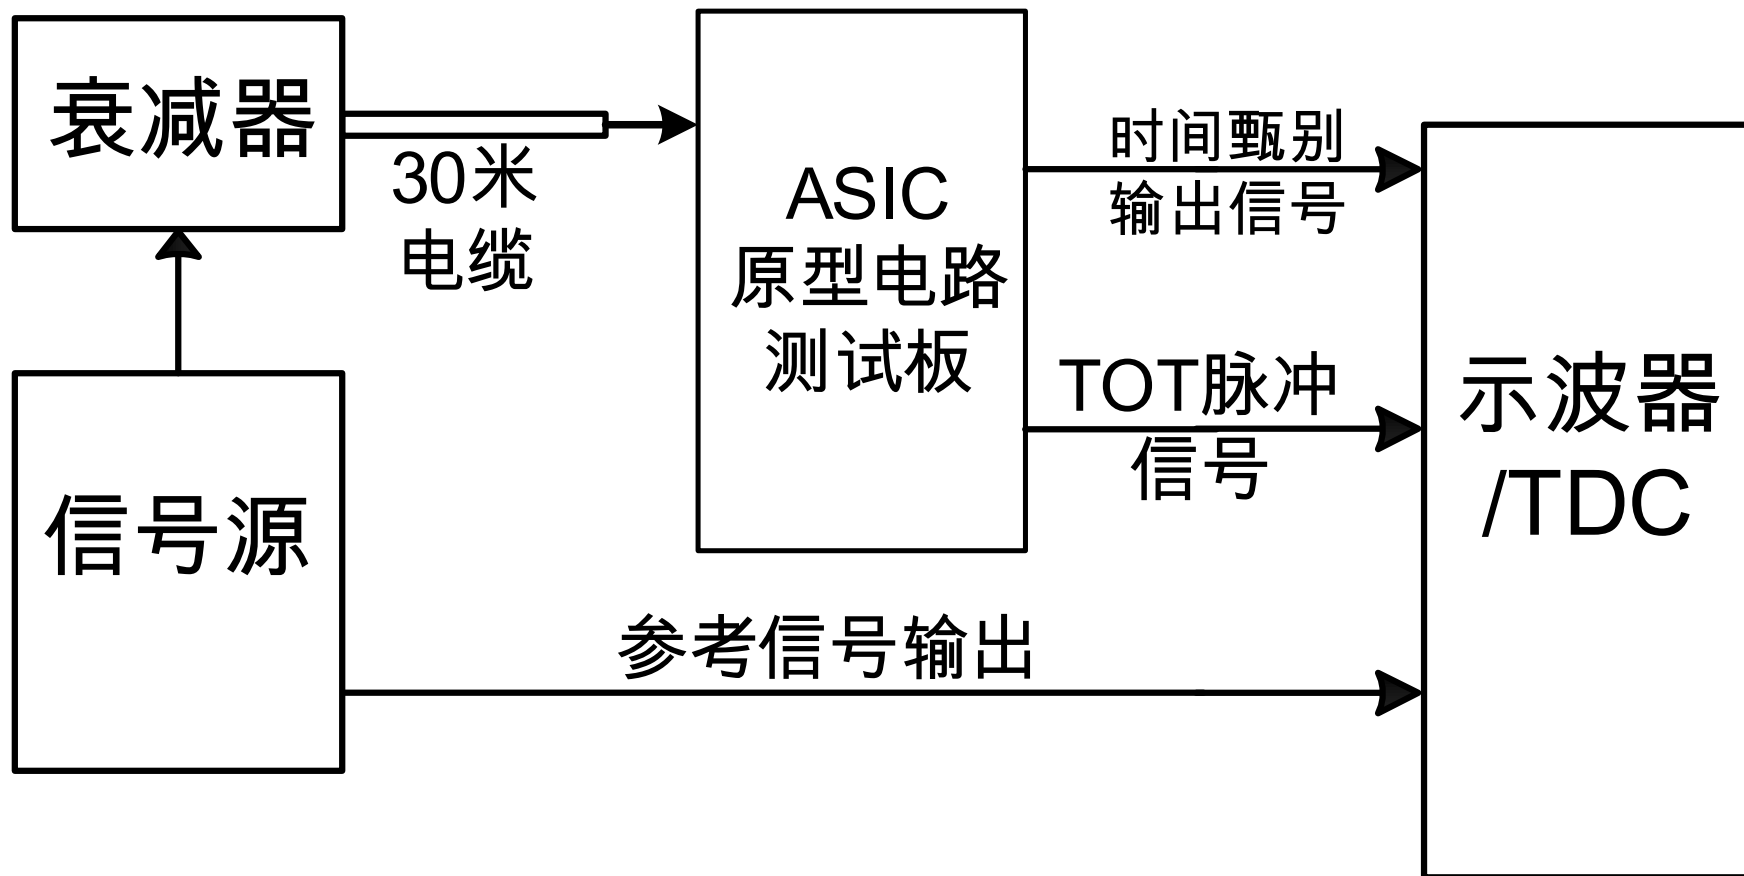 衰减器
30米
电缆
ASIC
原型电路
测试板
时间甄别
输出信号
TOT脉冲
信号
示波器
/TDC
信号源
参考信号输出